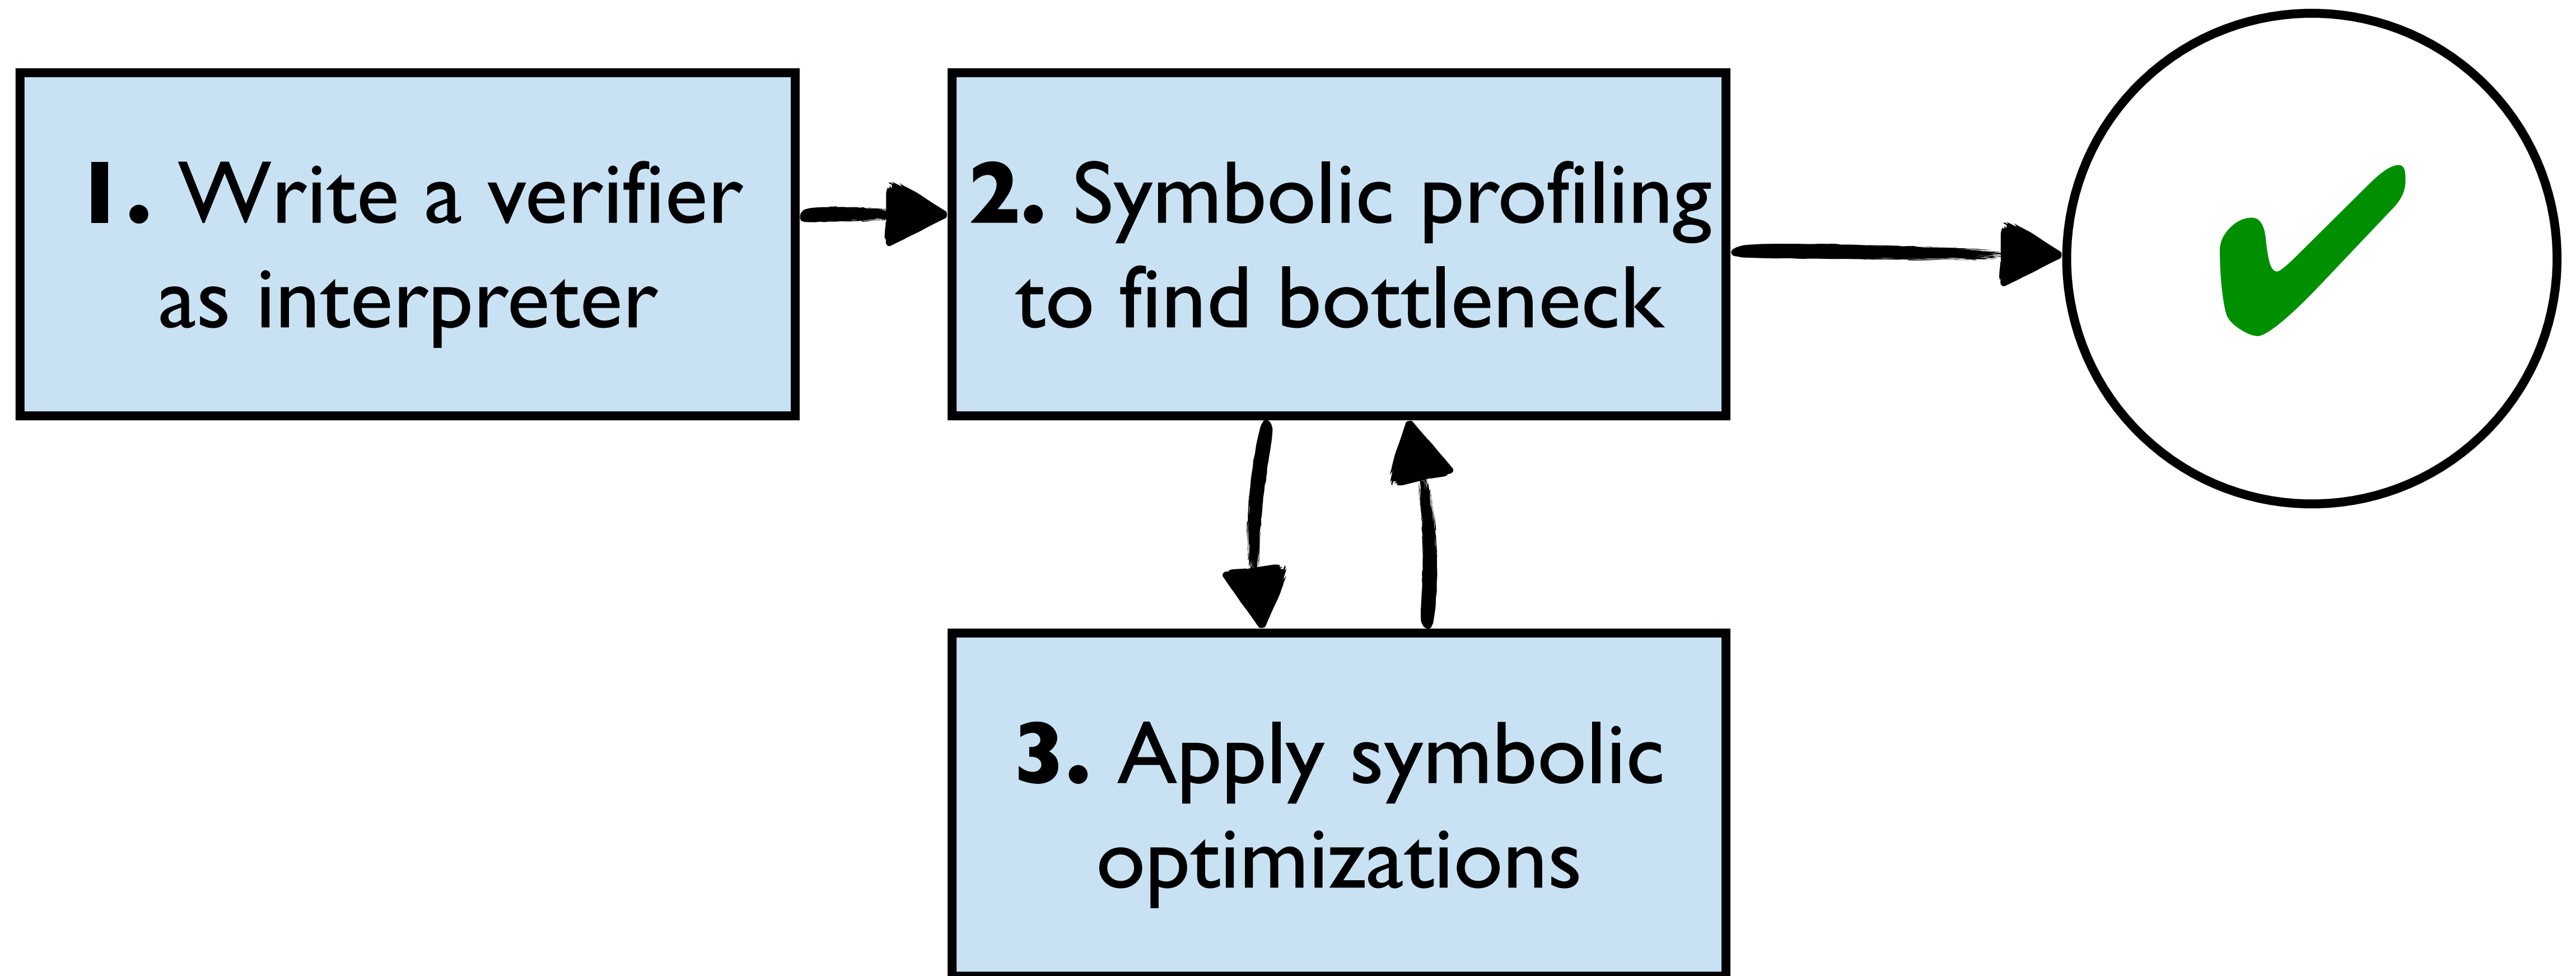 1. Write a verifier
as interpreter
2. Symbolic profiling
to find bottleneck
3. Apply symbolic
optimizations